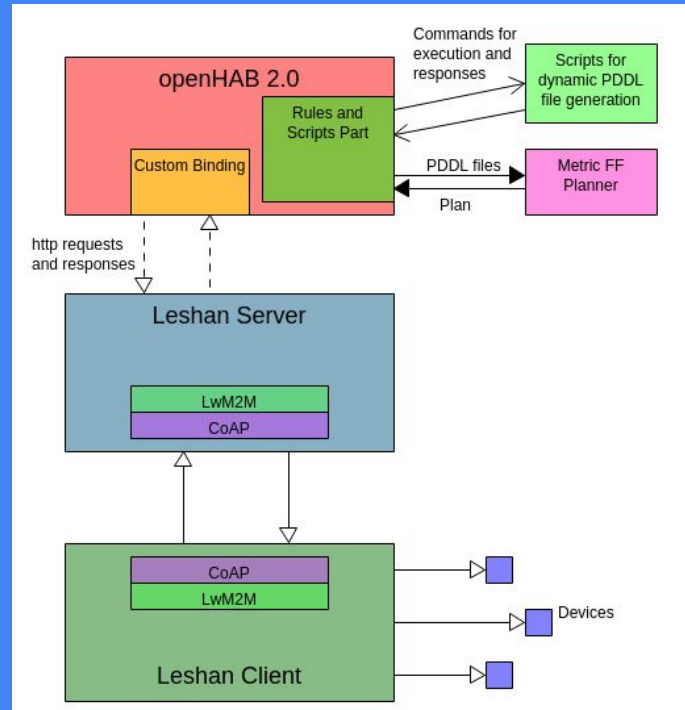 Commands for
execution and
responses
openHAB 2.0
Scripts for
dynamic PDDL
file generation
Rules and
Scripts Part
Custom Binding
PDDL files
Metric FF
Planner
Plan
http requests
and responses
Leshan Server
LwM2M
CoAP
CoAP
LwM2M
Devices
Leshan Client